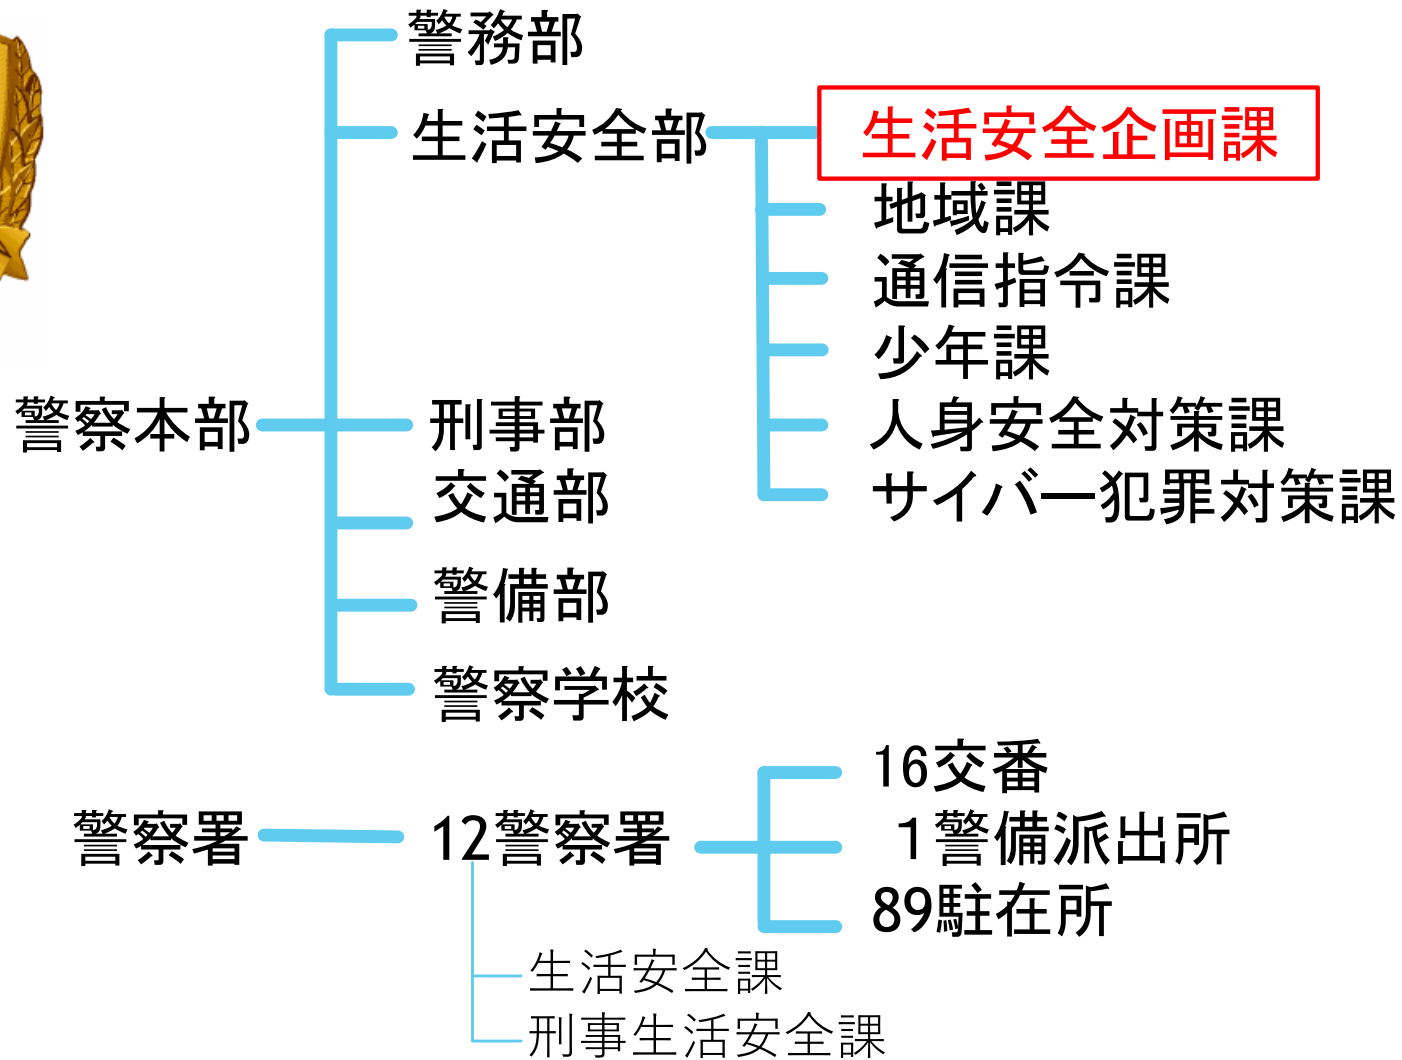 警務部
生活安全部
生活安全企画課
地域課
通信指令課
少年課
人身安全対策課
サイバー犯罪対策課
警察本部
刑事部
交通部
警備部
警察学校
警察署
12警察署
16交番
1警備派出所
89駐在所
生活安全課
刑事生活安全課